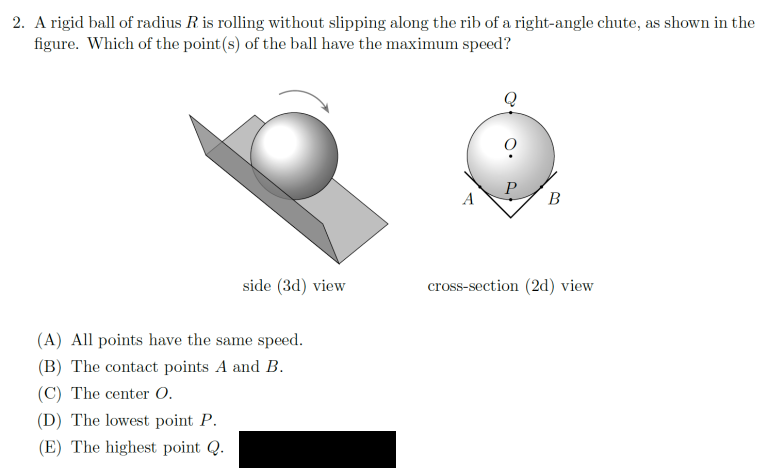 2. A rigid ball of radius R is rolling without slipping along the rib of a right-angle chute, as shown in the
figure. Which of the point(s) of the ball have the maximum speed?
Q
O
P
A
B
side (3d) view
cross-section (2d) view
(A) All points have the same speed.
(B) The contact points A and B.
(C) The center O.
(D) The lowest point P.
(E) The highest point Q.